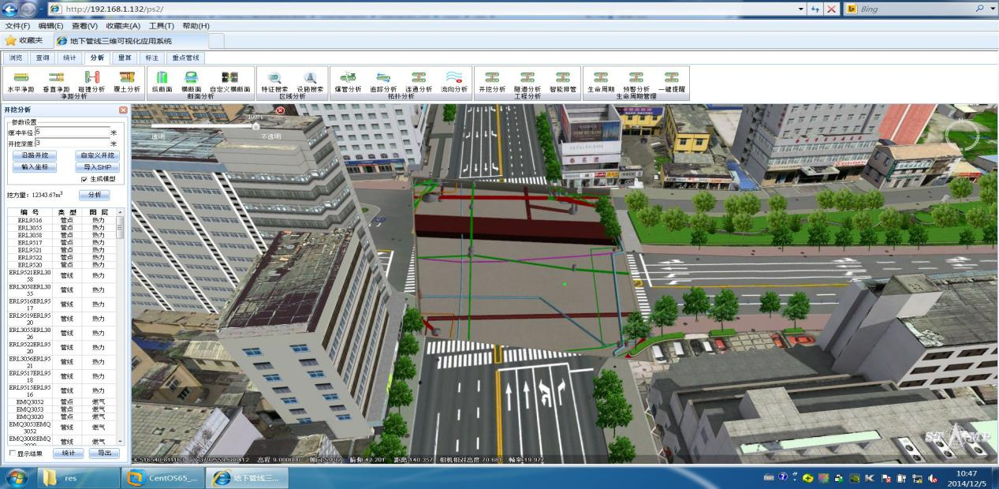 http://192.168.1.132/ps2/
Bing
文件(F) 编辑(E) 查看(V) 收藏夹(A) 工具(T) 帮助(H)
收藏夹 地下管线三维可视化应用系统
浏览 查询 统计 分析 量算 标注 重点管线
水平净距 垂直净距 碰撞分析 覆土分析 纵断面 横断面 自定义横断面 特征搜索 设施搜索 爆管分析 追踪分析 连通分析 流向分析 开挖分析 隧道分析 智能排管 生命周期 预警分析 一键提醒
净距分析 断面分析 区域分析 拓扑分析 工程分析 生命周期管理
开挖分析
参数设置
缓冲半径: 5 米
开挖深度: 3 米
沿路开挖 自定义开挖
输入坐标 导入SHP
生成模型
挖方量: 12343.67m³ 分析
编 号 类 型 图 层
ERL9516 管点 热力
ERL3055 管点 热力
ERL3058 管点 热力
ERL9517 管点 热力
ERL9521 管点 热力
ERL9522 管点 热力
ERL9520 管点 热力
ERL9521ERL3058 管线 热力
ERL3058ERL3055 管线 热力
ERL9516ERL9517 管线 热力
ERL9519ERL9520 管线 热力
ERL3055ERL3026 管线 热力
ERL9522ERL9520 管线 热力
ERL3056ERL9521 管线 热力
ERL9517ERL9518 管线 热力
ERL9515ERL9516 管线 热力
EMQ3052 管点 燃气
EMQ3053 管点 燃气
EMQ3020 管点 燃气
EMQ3053EMQ3052 管线 燃气
EMQ3008EMQ 管线 燃气
显示结果 统计 导出
100%
透明 不透明
STAMP
高程 9.000000 朝向 5.192 俯仰 42.201 距离 140.357 相机相对高度 70.681 帧率 19.977
res
CentOS65_...
地下管线三维...
10:47
2014/12/5